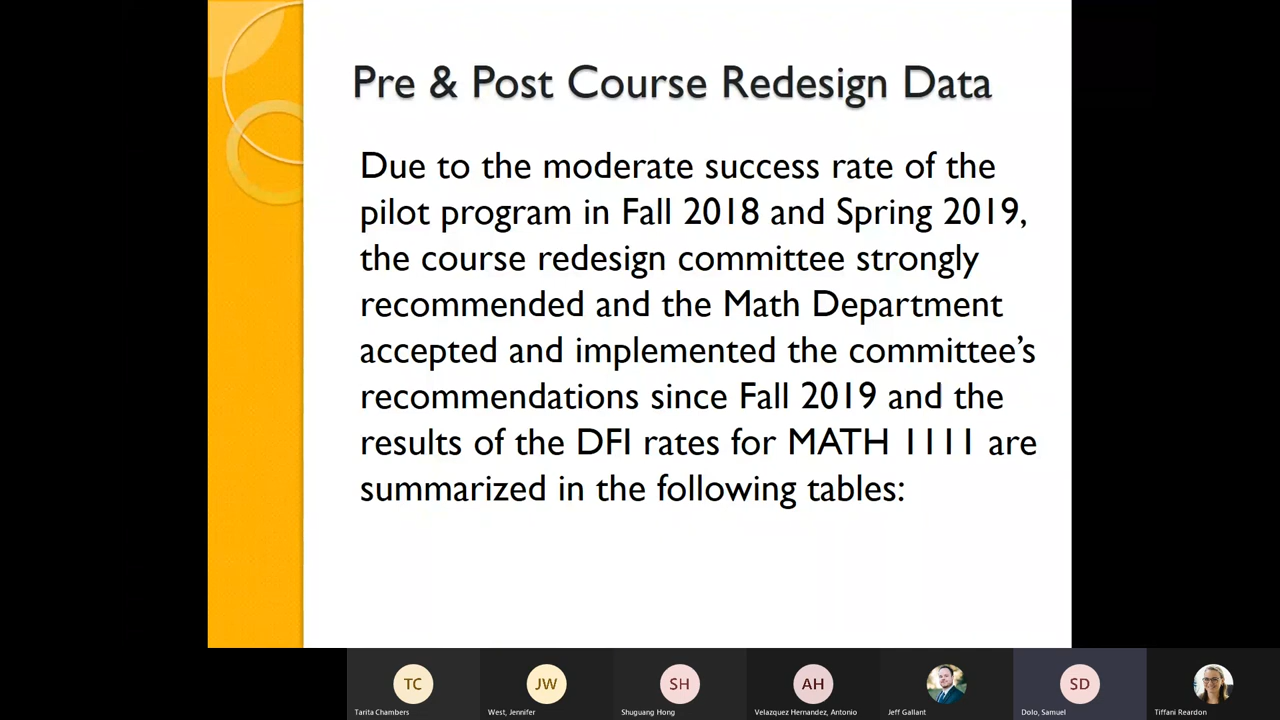 Pre & Post Course Redesign Data
Due to the moderate success rate of the
pilot program in Fall 2018 and Spring 2019,
the course redesign committee strongly
recommended and the Math Department
accepted and implemented the committee's
recommendations since Fall 2019 and the
results of the DFI rates for MATH 1111 are
summarized in the following tables:
TC
JW
SH
AH
SD
Tarita Chambers
West, Jennifer
Shuguang Hong
Velazquez Hernandez, Antonio
Jeff Gallant
Dolo, Samuel
Tiffani Reardon